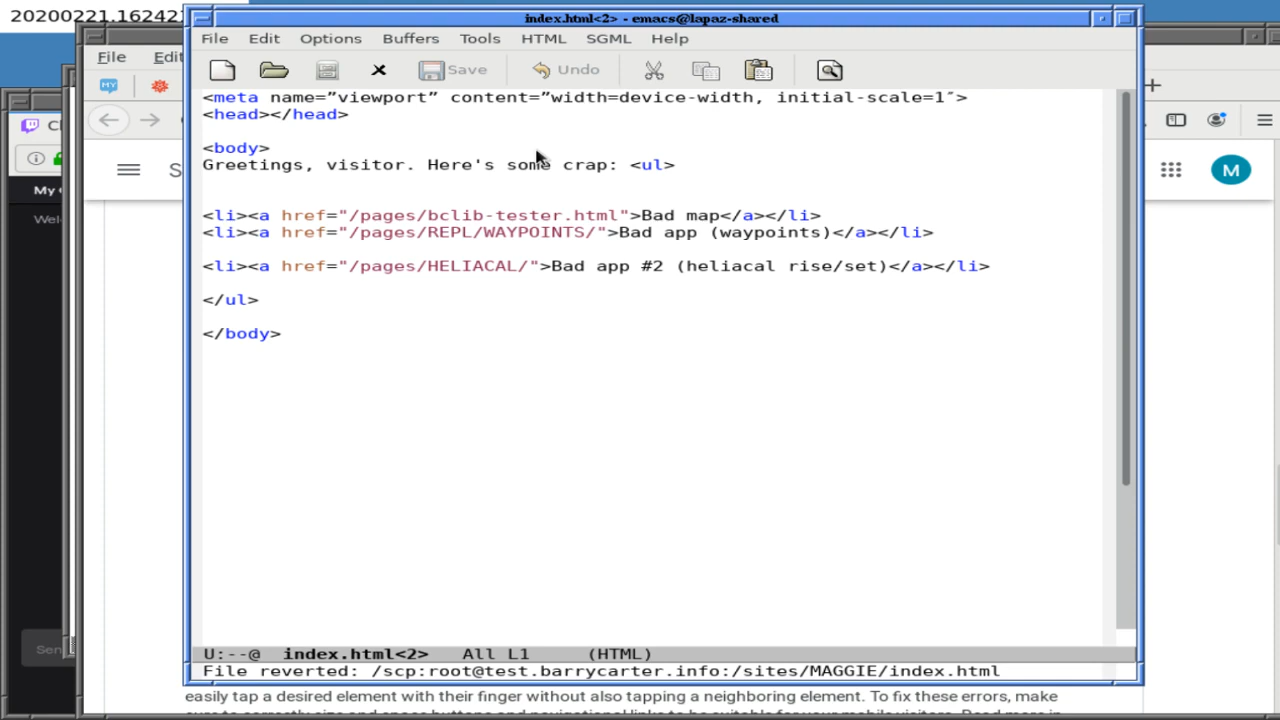 20200221.16242
index.html<2> - emacs@lapaz-shared
File Edit Options Buffers Tools HTML SGML Help
File Edit
Save Undo
<meta name=”viewport” content=”width=device-width, initial-scale=1″>
<head></head>
<body>
Greetings, visitor. Here's some crap: <ul>
S
M
My
Wel
<li><a href="/pages/bclib-tester.html">Bad map</a></li>
<li><a href="/pages/REPL/WAYPOINTS/">Bad app (waypoints)</a></li>
<li><a href="/pages/HELIACAL/">Bad app #2 (heliacal rise/set)</a></li>
</ul>
</body>
Sen
U:--@ index.html<2> All L1 (HTML)
File reverted: /scp:root@test.barrycarter.info:/sites/MAGGIE/index.html
easily tap a desired element with their finger without also tapping a neighboring element. To fix these errors, make